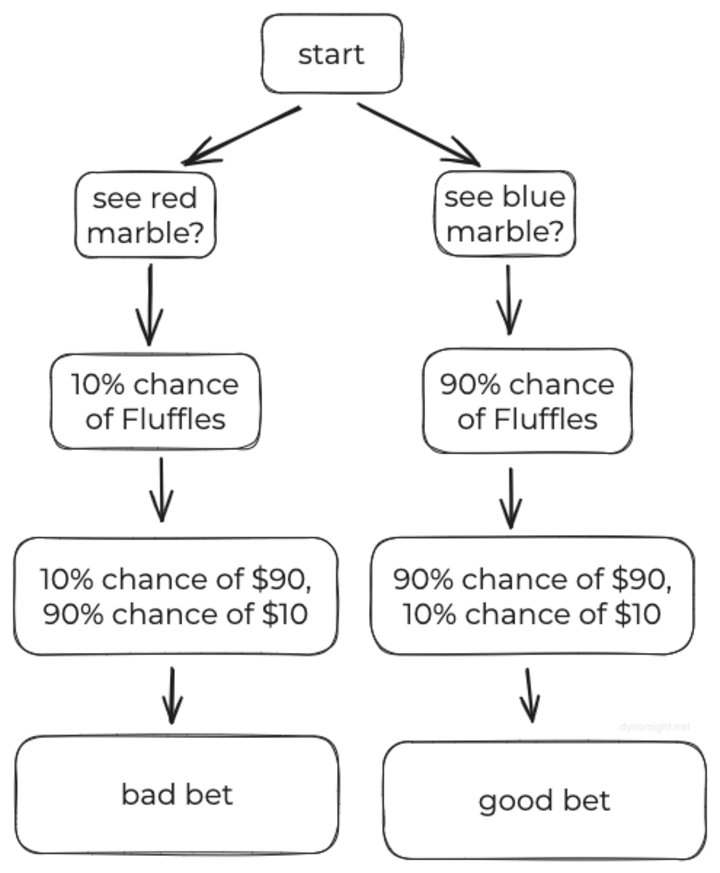 start
see red
marble?
see blue
marble?
10% chance
of Fluffles
90% chance
of Fluffles
10% chance of $90,
90% chance of $10
90% chance of $90,
10% chance of $10
dynomight.net
bad bet
good bet